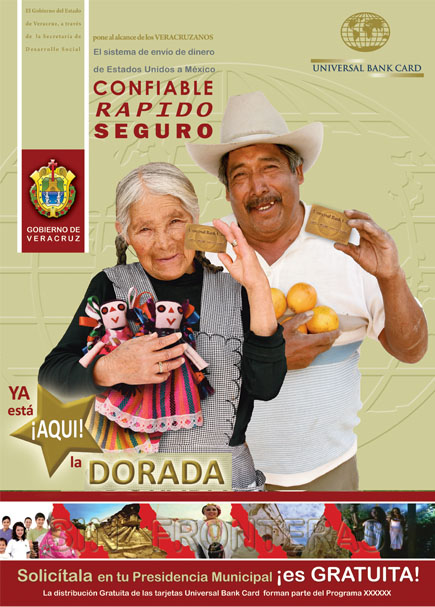 El Gobierno del Estado
de Veracruz, a través
de la Secretaría de
Desarrollo Social
pone al alcance de los VERACRUZANOS
El sistema de envío de dinero
de Estados Unidos a México
CONFIABLE
RAPIDO
SEGURO
UNIVERSAL BANK CARD
GOBIERNO DE
VERACRUZ
Universal Bank
YA
está
¡AQUI!
la DORADA
SIN FRONTERAS
Solicítala en tu Presidencia Municipal ¡es GRATUITA!
La distribución Gratuita de las tarjetas Universal Bank Card forman parte del Programa XXXXXX